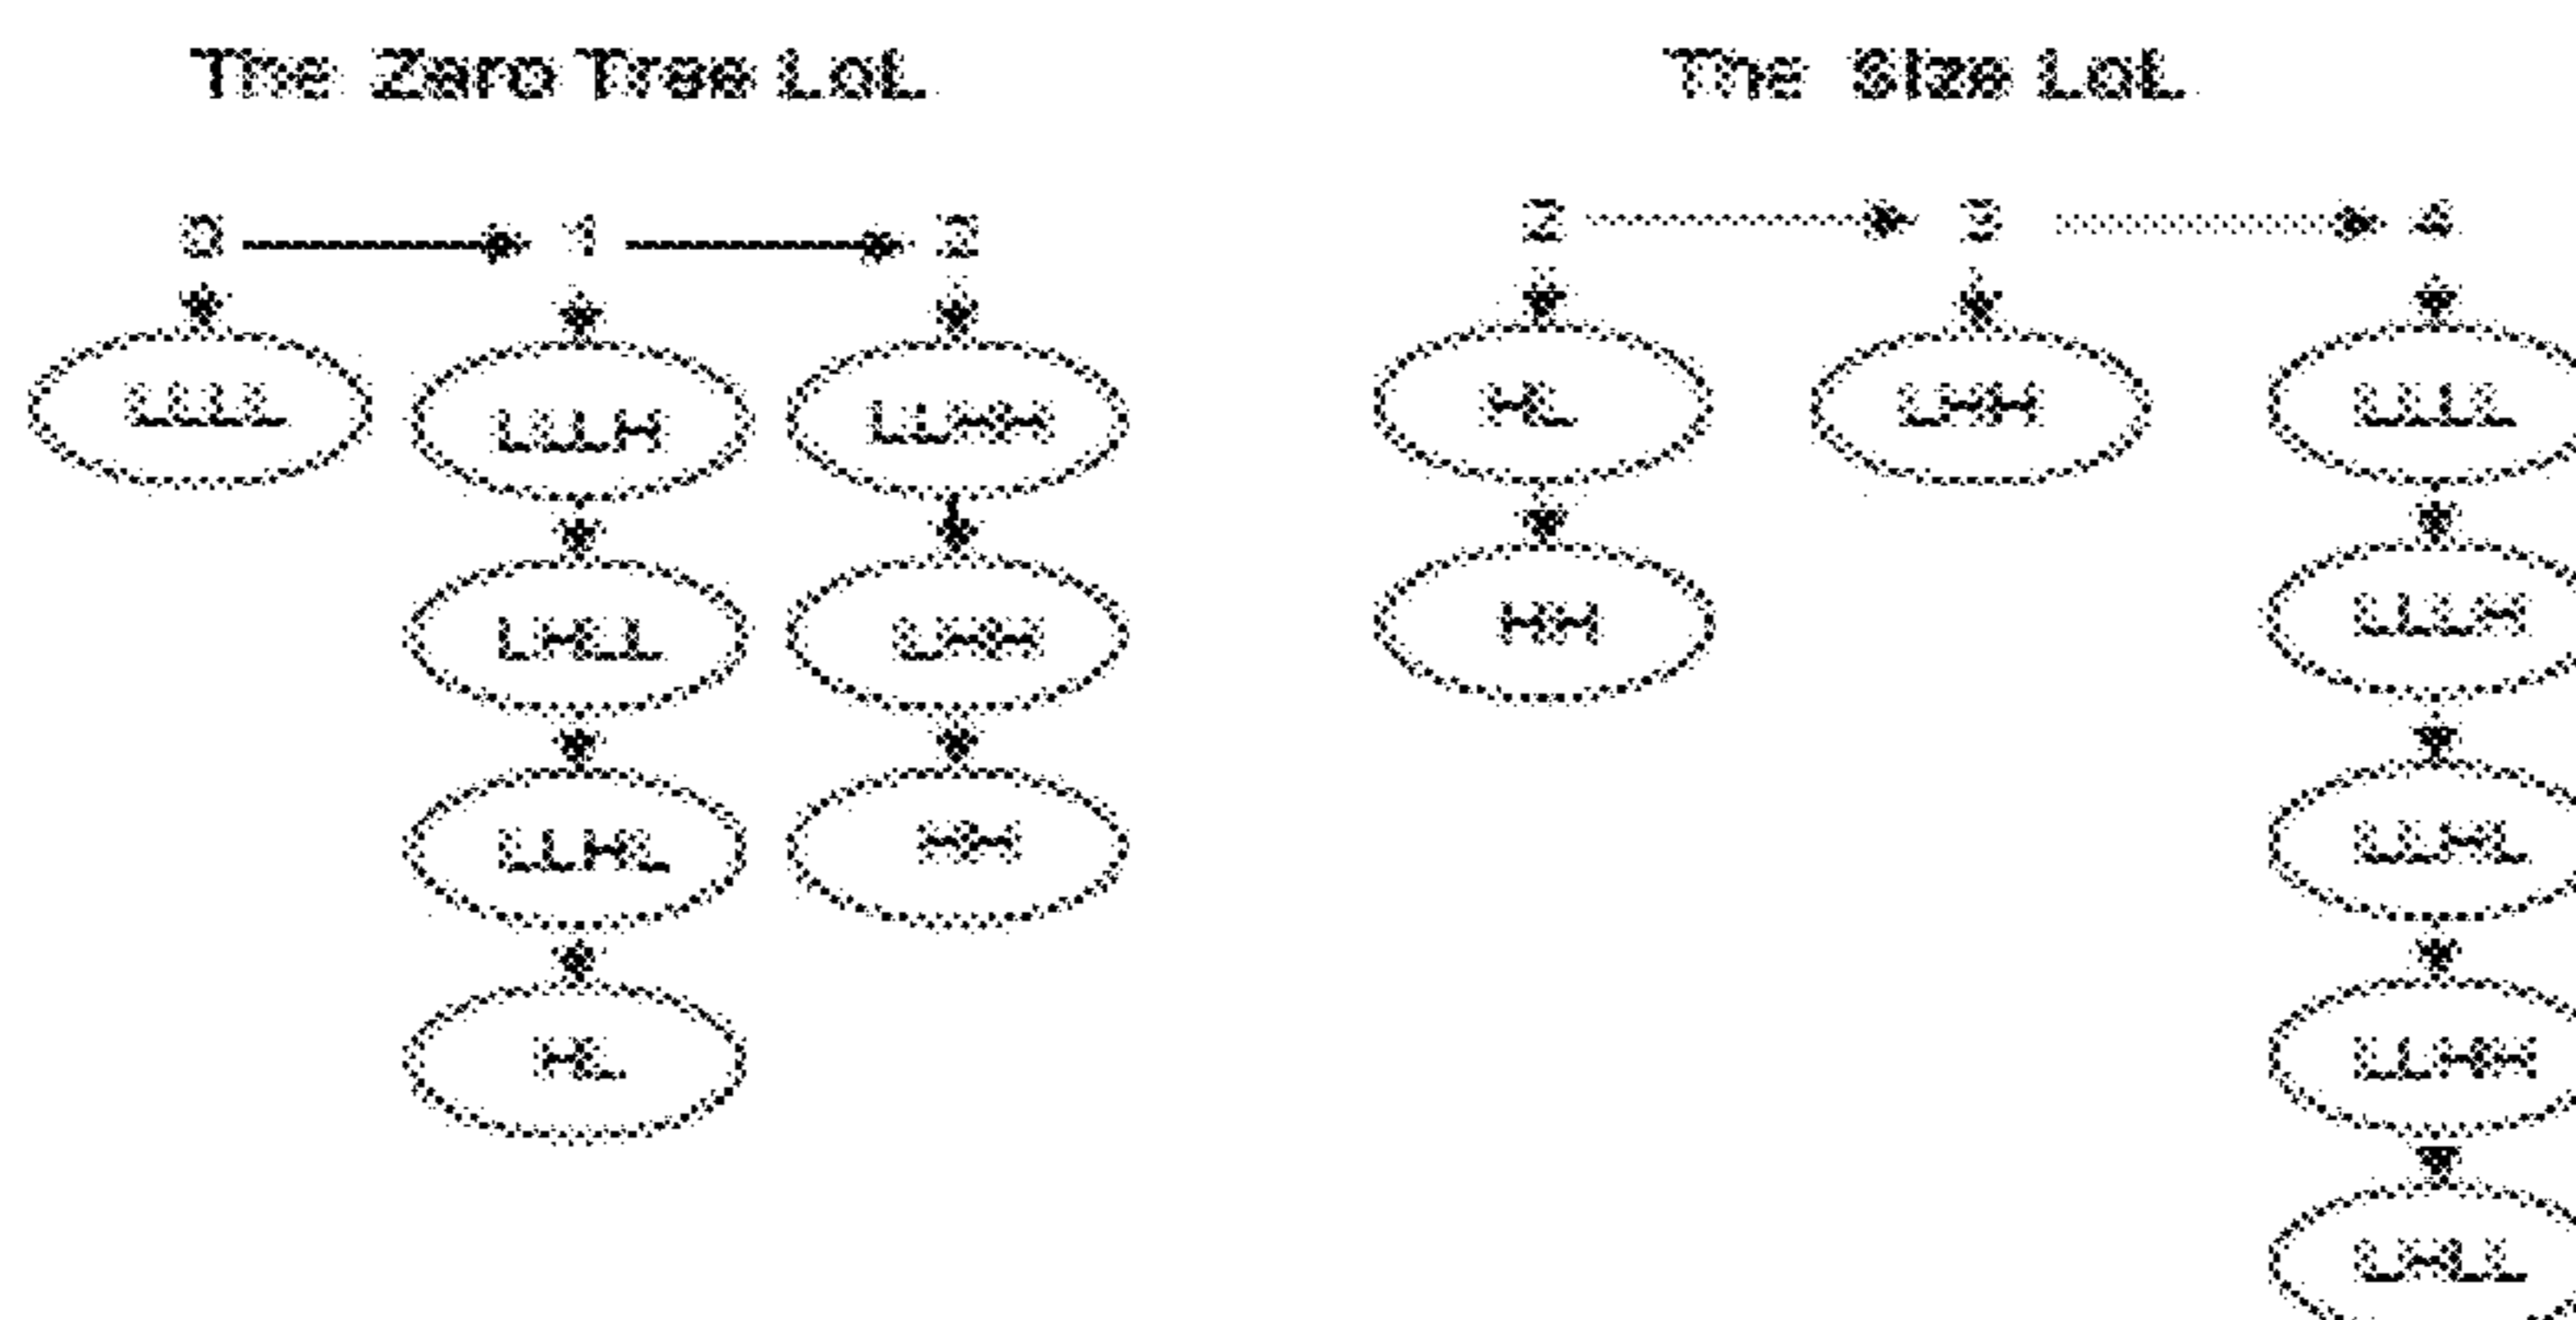 The Zero Tree LoL
The Size LoL
0 1 2
2 3 4
LLLL LLLH LLHH
HL LHH LLLL
LHLL LHH
HH LLLH
LLHL HH
LLHL
HL
LLHH
LHLL